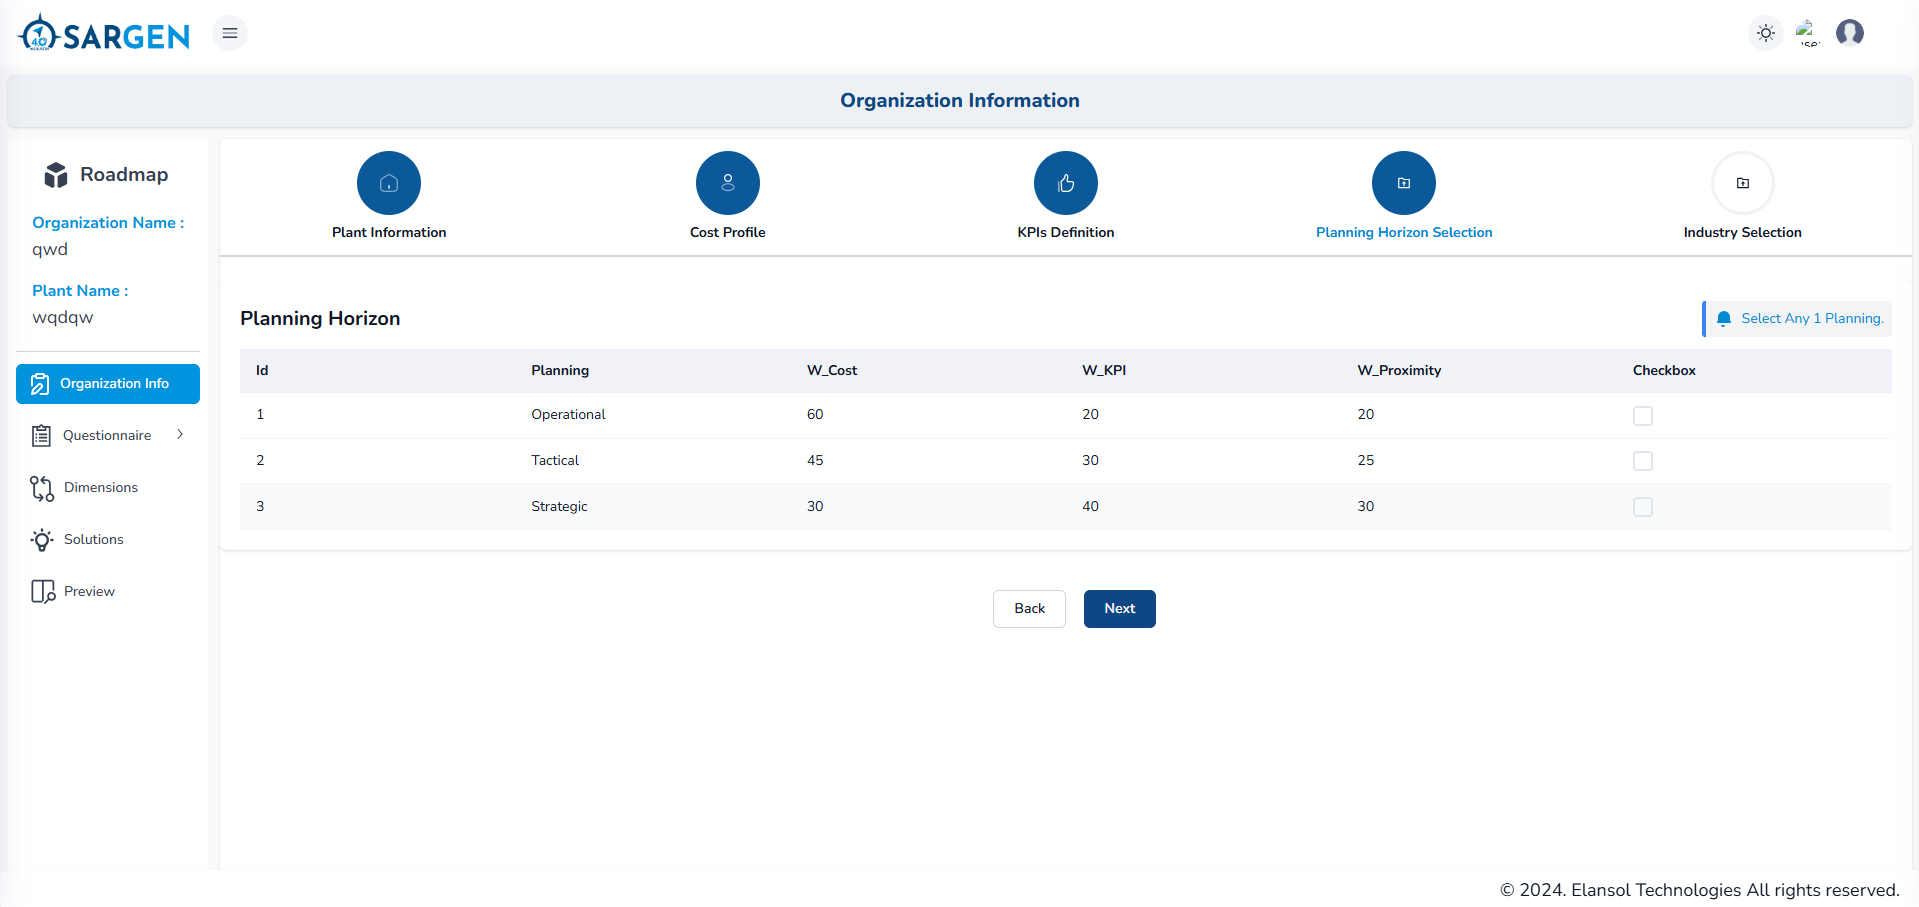 SARGEN
Organization Information
Roadmap
Organization Name :
qwd
Plant Name :
wqdqw
Organization Info
Questionnaire
Dimensions
Solutions
Preview
Plant Information
Cost Profile
KPIs Definition
Planning Horizon Selection
Industry Selection
Planning Horizon
Select Any 1 Planning.
Id Planning W_Cost W_KPI W_Proximity Checkbox
1 Operational 60 20 20
2 Tactical 45 30 25
3 Strategic 30 40 30
Back Next
© 2024. Elansol Technologies All rights reserved.